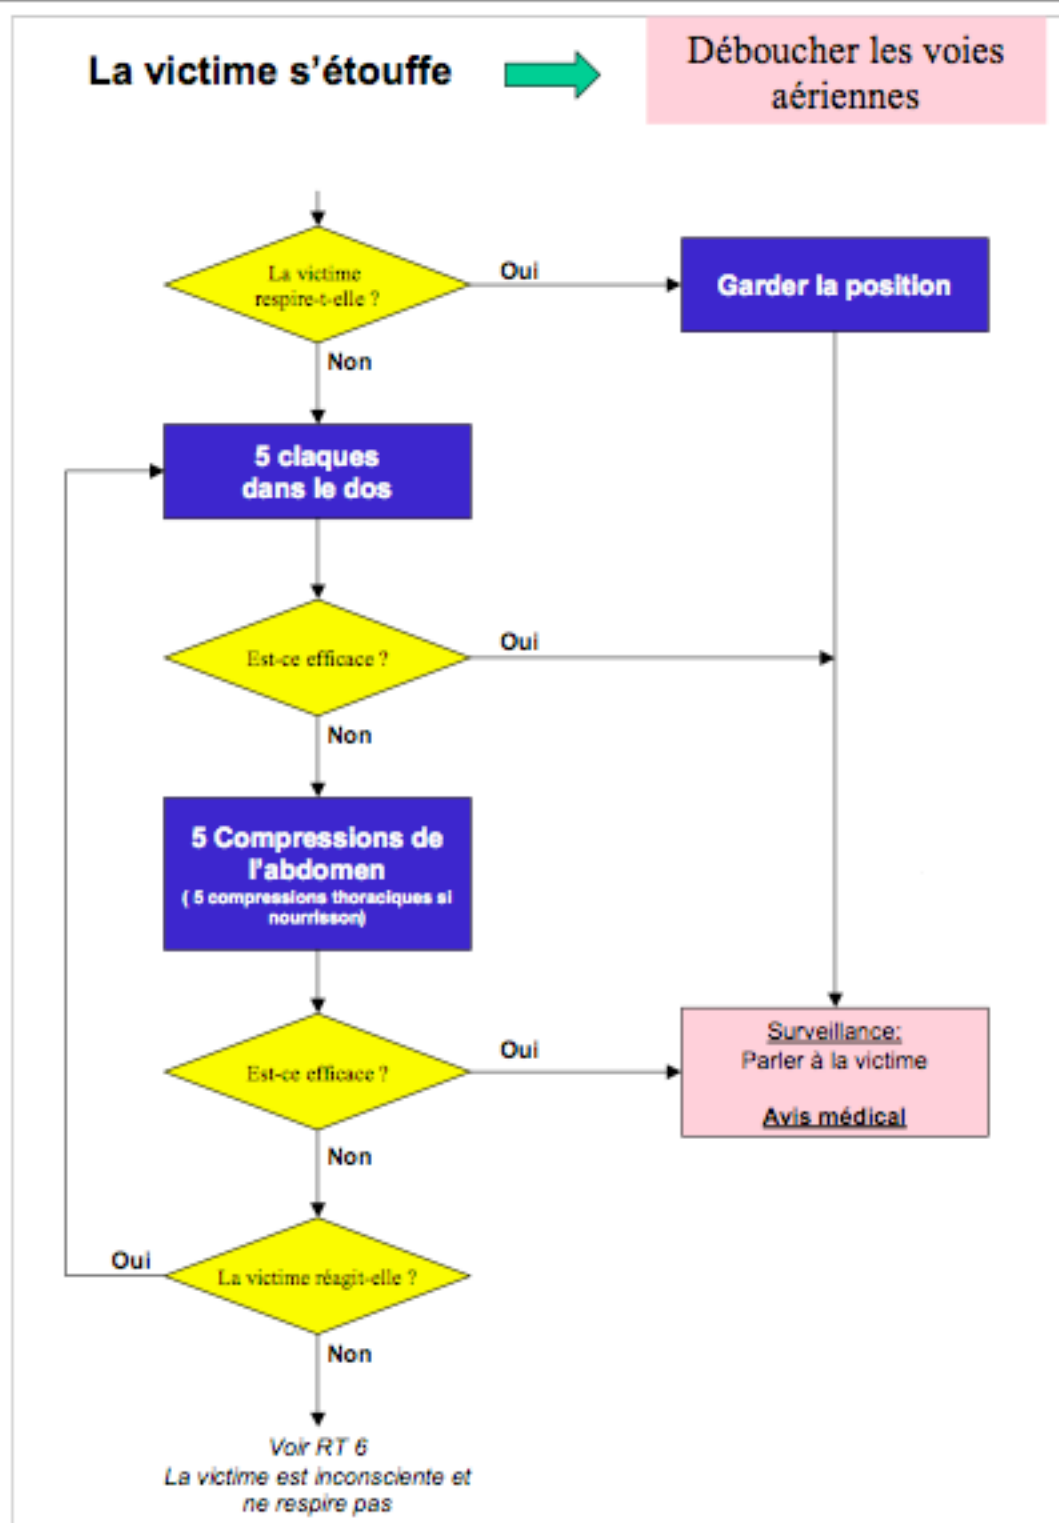 La victime s'étouffe
Déboucher les voies
aériennes
La victime
respire-t-elle ?
Oui
Garder la position
Non
5 claques
dans le dos
Est-ce efficace ?
Oui
Non
5 Compressions de
l'abdomen
( 5 compressions thoraciques si
nourrisson)
Est-ce efficace ?
Oui
Surveillance:
Parler à la victime
Avis médical
Non
Oui
La victime réagit-elle ?
Non
Voir RT 6
La victime est inconsciente et
ne respire pas